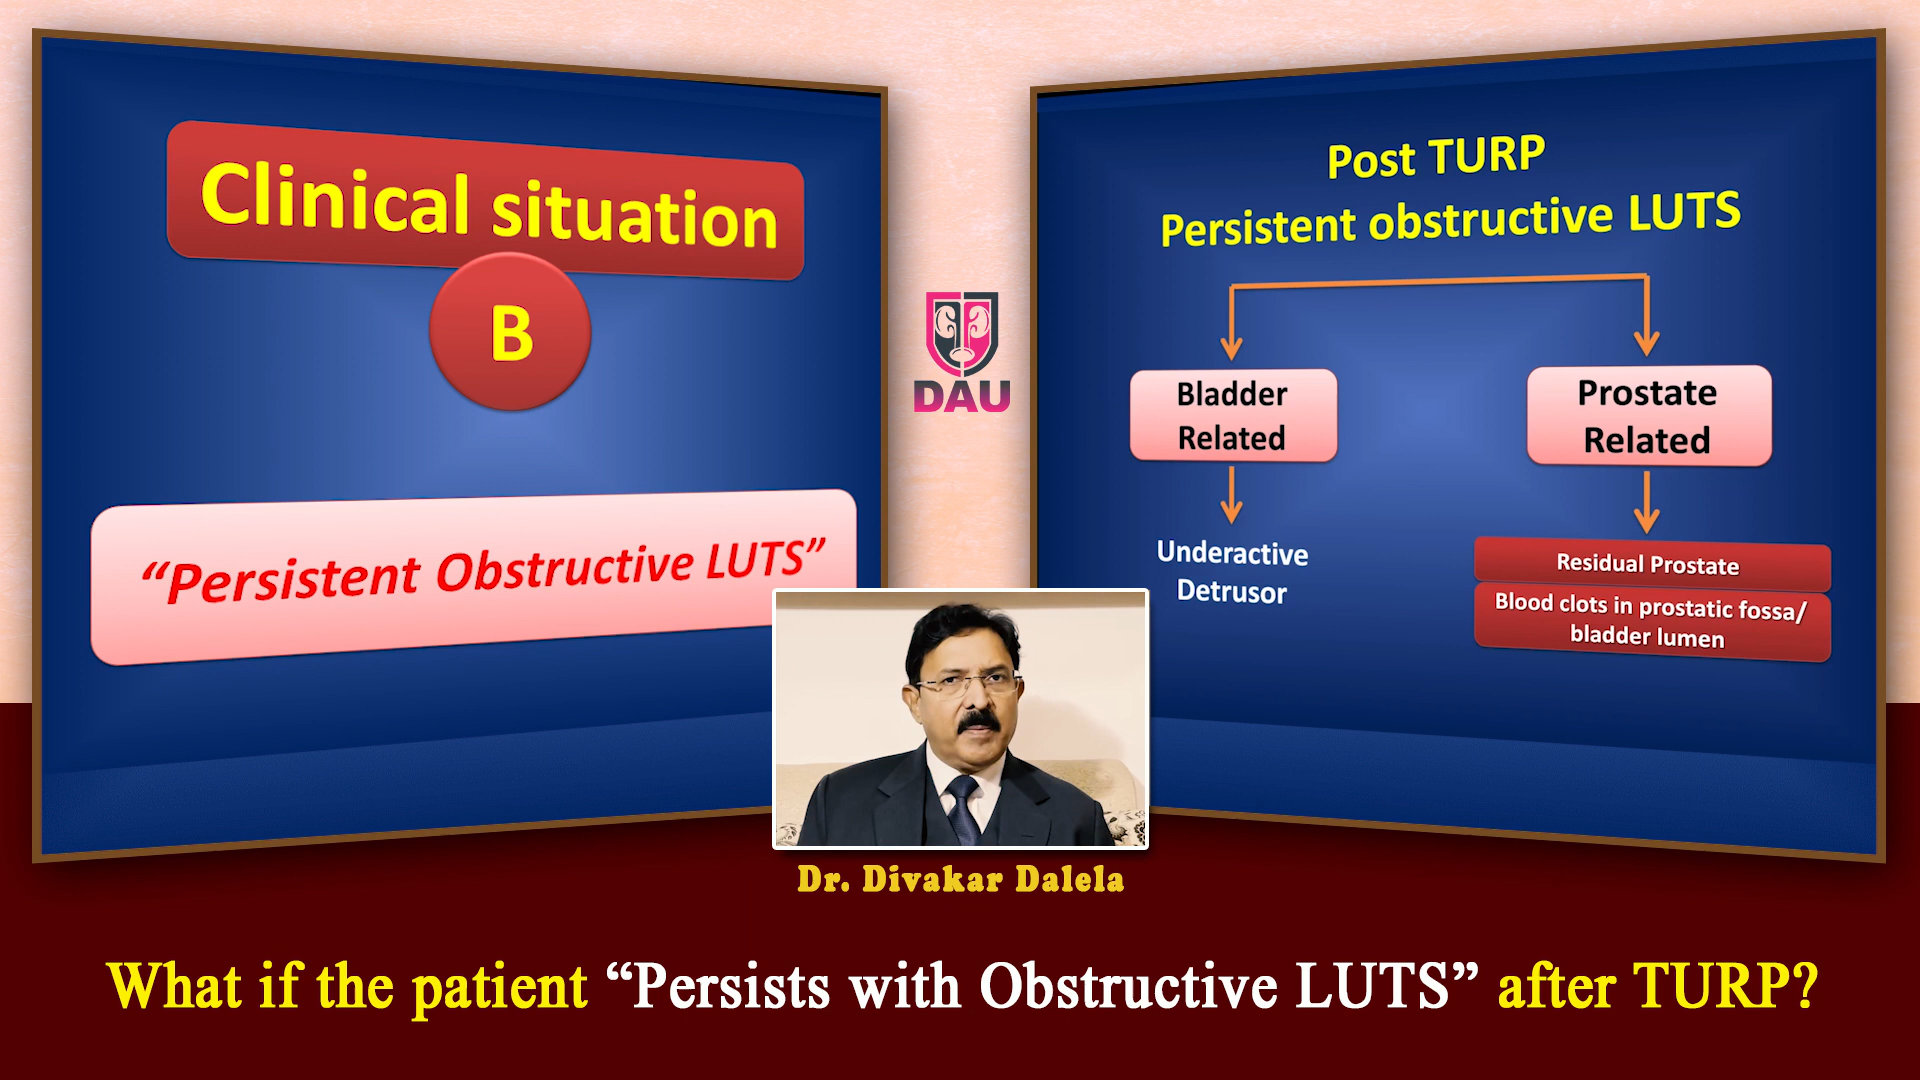 Clinical situation
B
“Persistent Obstructive LUTS”
DAU
Post TURP
Persistent obstructive LUTS
Bladder
Related
Underactive
Detrusor
Prostate
Related
Residual Prostate
Blood clots in prostatic fossa/
bladder lumen
Dr. Divakar Dalela
What if the patient “Persists with Obstructive LUTS” after TURP?